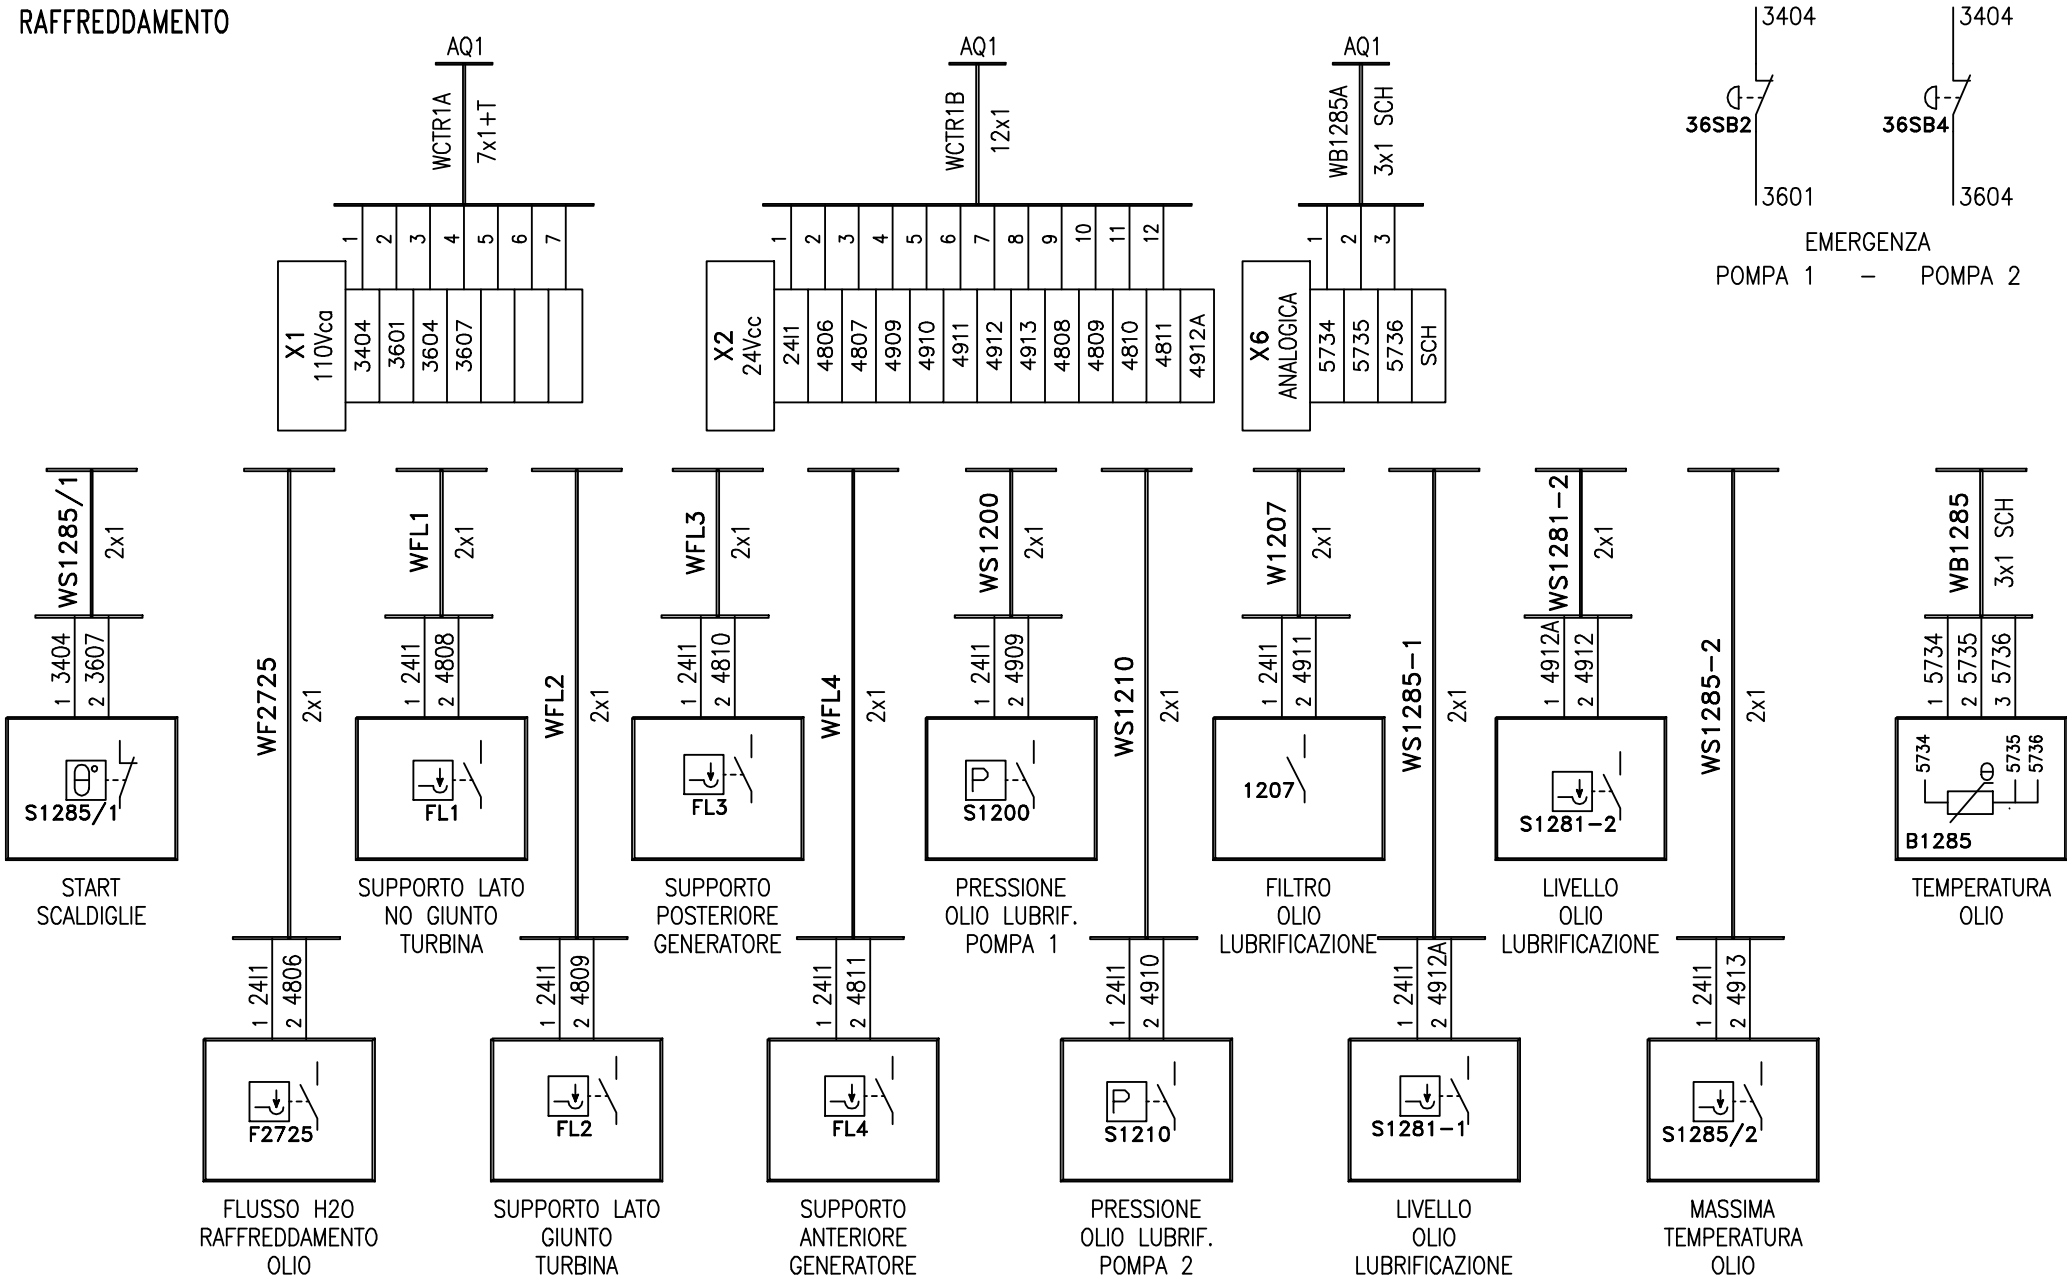 RAFFREDDAMENTO
AQ1
WCTR1A
7x1+T
1
2
3
4
5
6
7
X1
110Vca
3404
3601
3604
3607
AQ1
WCTR1B
12x1
1
2
3
4
5
6
7
8
9
10
11
12
X2
24Vcc
24I1
4806
4807
4909
4910
4911
4912
4913
4808
4809
4810
4811
4912A
AQ1
WB1285A
3x1 SCH
1
2
3
X6
ANALOGICA
5734
5735
5736
SCH
3404
36SB2
3601
3404
36SB4
3604
EMERGENZA
POMPA 1 – POMPA 2
WS1285/1
2x1
1 3404
2 3607
S1285/1
START
SCALDIGLIE
WF2725
2x1
1 24I1
2 4806
F2725
FLUSSO H2O
RAFFREDDAMENTO
OLIO
WFL1
2x1
1 24I1
2 4808
FL1
SUPPORTO LATO
NO GIUNTO
TURBINA
WFL2
2x1
1 24I1
2 4809
FL2
SUPPORTO LATO
GIUNTO
TURBINA
WFL3
2x1
1 24I1
2 4810
FL3
SUPPORTO
POSTERIORE
GENERATORE
WFL4
2x1
1 24I1
2 4811
FL4
SUPPORTO
ANTERIORE
GENERATORE
WS1200
2x1
1 24I1
2 4909
P
S1200
PRESSIONE
OLIO LUBRIF.
POMPA 1
WS1210
2x1
1 24I1
2 4910
P
S1210
PRESSIONE
OLIO LUBRIF.
POMPA 2
W1207
2x1
1 24I1
2 4911
1207
FILTRO
OLIO
LUBRIFICAZIONE
WS1285-1
2x1
1 24I1
2 4912A
S1281-1
LIVELLO
OLIO
LUBRIFICAZIONE
WS1281-2
2x1
1 4912A
2 4912
S1281-2
LIVELLO
OLIO
LUBRIFICAZIONE
WS1285-2
2x1
1 24I1
2 4913
S1285/2
MASSIMA
TEMPERATURA
OLIO
WB1285
3x1 SCH
1 5734
2 5735
3 5736
5734
5735
5736
θ
B1285
TEMPERATURA
OLIO
θ°